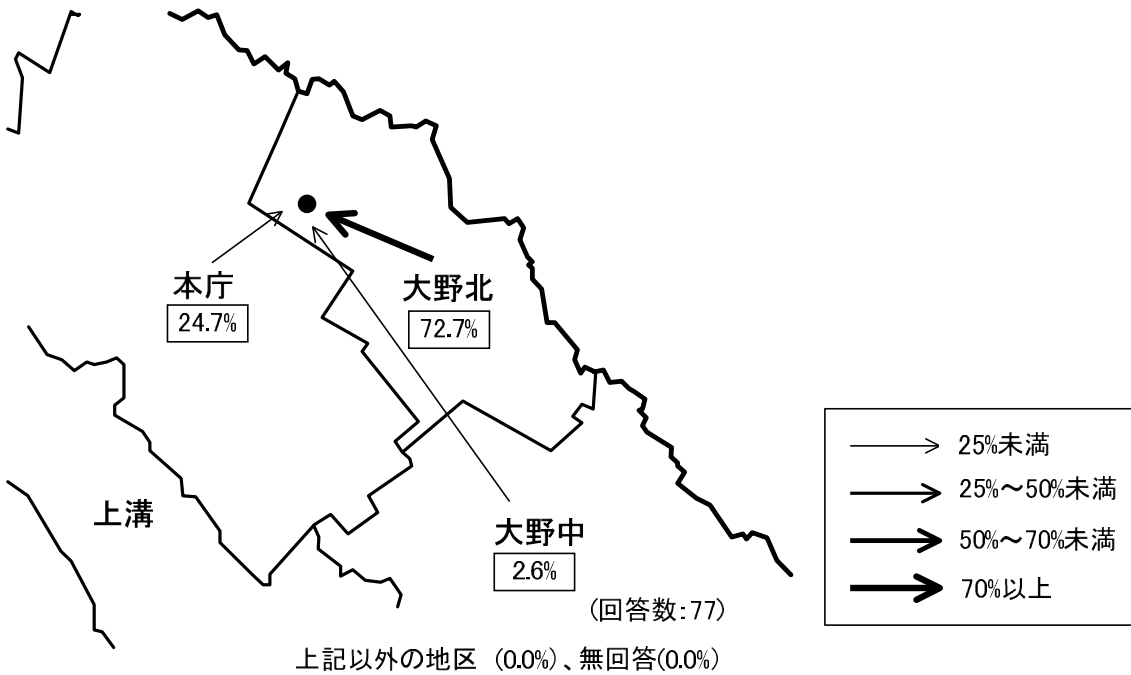 本庁
24.7%
大野北
72.7%
上溝
大野中
2.6%
(回答数:77)
上記以外の地区 (0.0%)、無回答(0.0%)
25%未満
25%~50%未満
50%~70%未満
70%以上